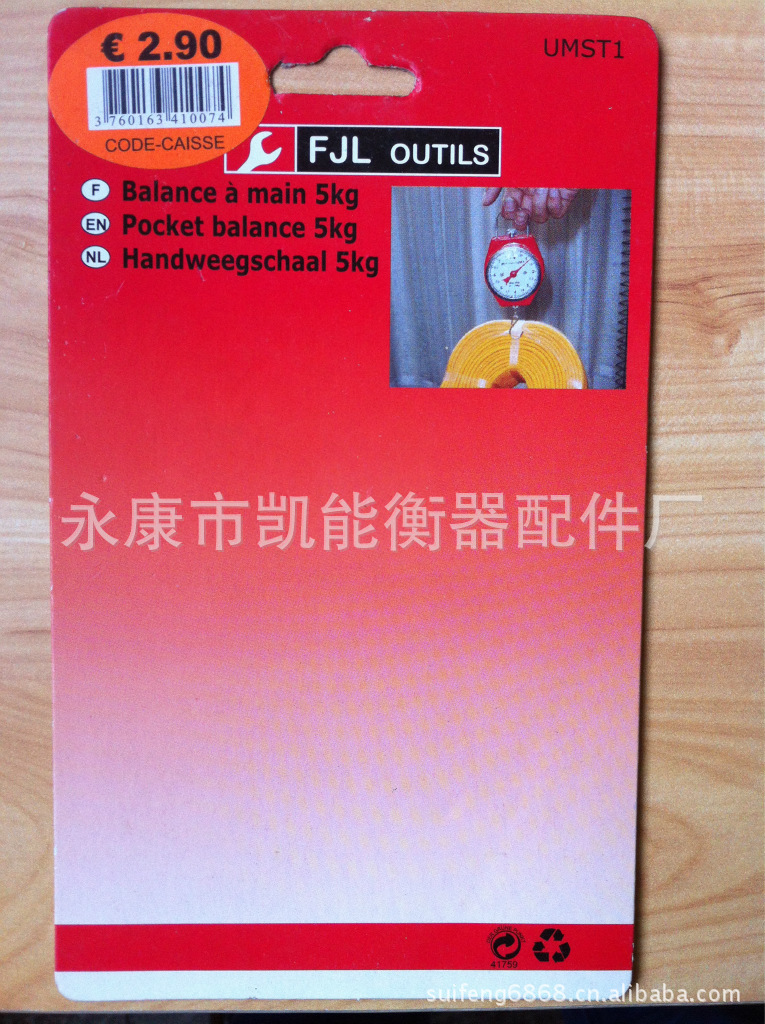 € 2.90
3 760163 410074
CODE-CAISSE
UMST1
FJL OUTILS
F Balance à main 5kg
EN Pocket balance 5kg
NL Handweegschaal 5kg
永康市凯能衡器配件厂
41759
suifeng6868.cn.alibaba.com